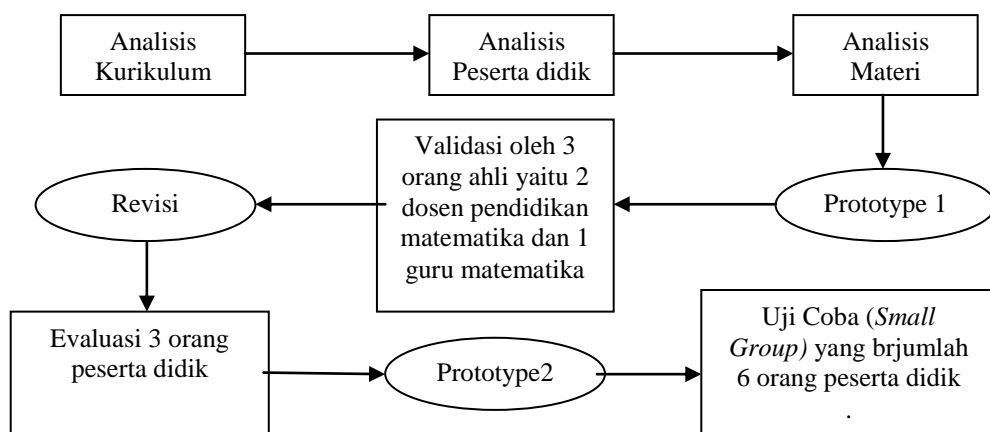 Analisis
Kurikulum
Analisis
Peserta didik
Analisis
Materi
Prototype 1
Validasi oleh 3
orang ahli yaitu 2
dosen pendidikan
matematika dan 1
guru matematika
Revisi
Evaluasi 3 orang
peserta didik
Prototype2
Uji Coba (Small
Group) yang brjumlah
6 orang peserta didik
.